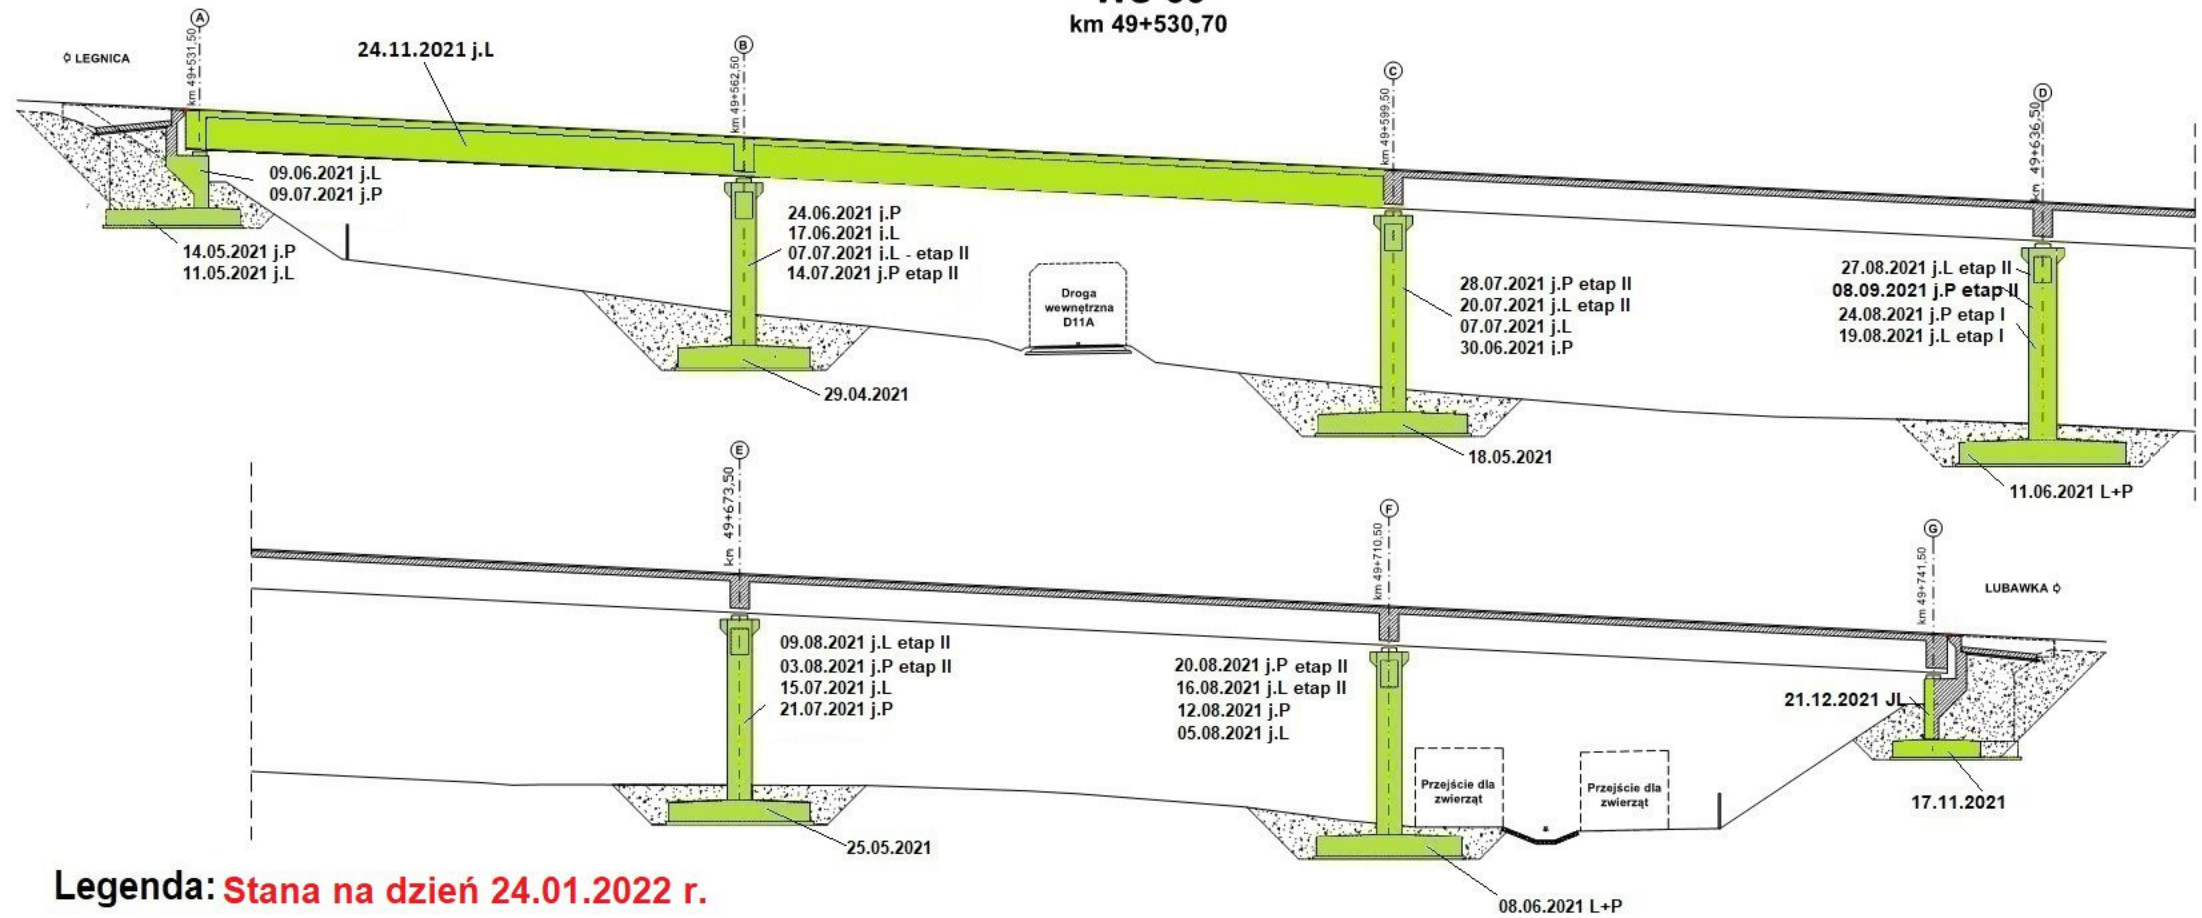 km 49+530,70
A
B
C
D
km 49+531,50
km 49+562,50
km 49+599,50
km 49+636,50
LEGNICA
24.11.2021 j.L
09.06.2021 j.L
09.07.2021 j.P
14.05.2021 j.P
11.05.2021 j.L
24.06.2021 j.P
17.06.2021 j.L
07.07.2021 j.L - etap II
14.07.2021 j.P etap II
29.04.2021
Droga
wewnętrzna
D11A
28.07.2021 j.P etap II
20.07.2021 j.L etap II
07.07.2021 j.L
30.06.2021 j.P
18.05.2021
27.08.2021 j.L etap II
08.09.2021 j.P etap II
24.08.2021 j.P etap I
19.08.2021 j.L etap I
11.06.2021 L+P
E
F
G
km 49+673,50
km 49+710,50
km 49+741,50
LUBAWKA
09.08.2021 j.L etap II
03.08.2021 j.P etap II
15.07.2021 j.L
21.07.2021 j.P
25.05.2021
20.08.2021 j.P etap II
16.08.2021 j.L etap II
12.08.2021 j.P
05.08.2021 j.L
Przejście dla
zwierząt
Przejście dla
zwierząt
21.12.2021 JL
17.11.2021
08.06.2021 L+P
Legenda: Stana na dzień 24.01.2022 r.